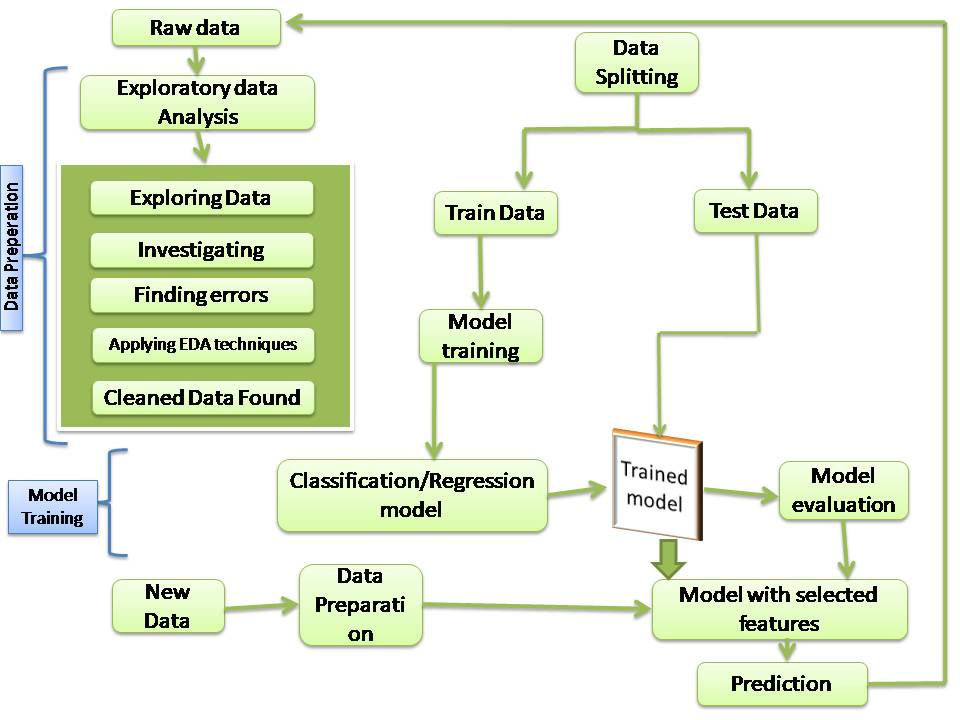 Raw data
Exploratory data
Analysis
Data Preperation
Exploring Data
Investigating
Finding errors
Applying EDA techniques
Cleaned Data Found
Data
Splitting
Train Data
Test Data
Model
training
Model
Training
Classification/Regression
model
Trained
model
Model
evaluation
New
Data
Data
Preparati
on
Model with selected
features
Prediction